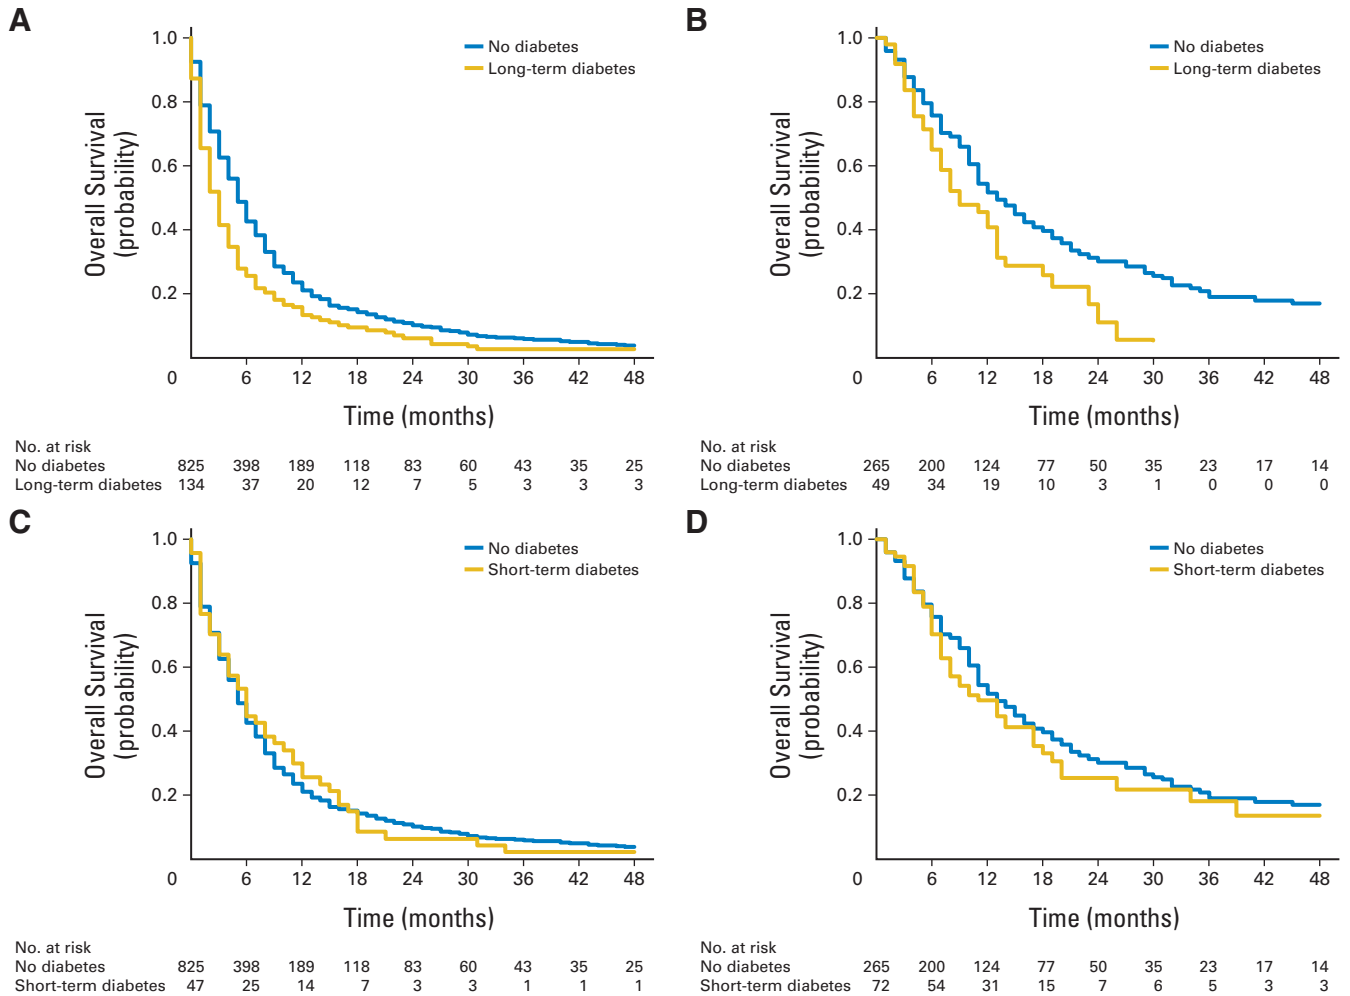 A
Overall Survival
(probability)
1.0
0.8
0.6
0.4
0.2
No diabetes
Long-term diabetes
0 6 12 18 24 30 36 42 48
Time (months)
No. at risk
No diabetes 825 398 189 118 83 60 43 35 25
Long-term diabetes 134 37 20 12 7 5 3 3 3
B
Overall Survival
(probability)
1.0
0.8
0.6
0.4
0.2
No diabetes
Long-term diabetes
0 6 12 18 24 30 36 42 48
Time (months)
No. at risk
No diabetes 265 200 124 77 50 35 23 17 14
Long-term diabetes 49 34 19 10 3 1 0 0 0
C
Overall Survival
(probability)
1.0
0.8
0.6
0.4
0.2
No diabetes
Short-term diabetes
0 6 12 18 24 30 36 42 48
Time (months)
No. at risk
No diabetes 825 398 189 118 83 60 43 35 25
Short-term diabetes 47 25 14 7 3 3 1 1 1
D
Overall Survival
(probability)
1.0
0.8
0.6
0.4
0.2
No diabetes
Short-term diabetes
0 6 12 18 24 30 36 42 48
Time (months)
No. at risk
No diabetes 265 200 124 77 50 35 23 17 14
Short-term diabetes 72 54 31 15 7 6 5 3 3